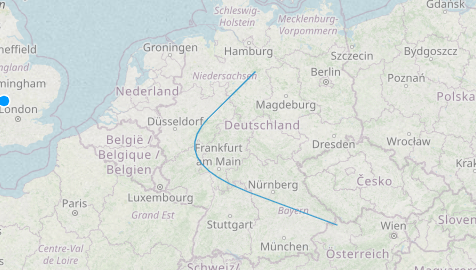 Schleswig-
Holstein
Mecklenburg-
Vorpommern
Gdańsk
Groningen
Hamburg
Szczecin
Bydgoszcz
effield
England
Niedersachsen
Berlin
Poznań
mingham
Nederland
Magdeburg
London
Düsseldorf
Deutschland
België /
Belgique /
Belgien
Frankfurt
am Main
Dresden
Wrocław
Luxembourg
Nürnberg
Česko
Kra
Paris
Grand Est
Bayern
Stuttgart
Wien
Slove
Centre-Val
de Loire
München
Österreich
Schweiz/